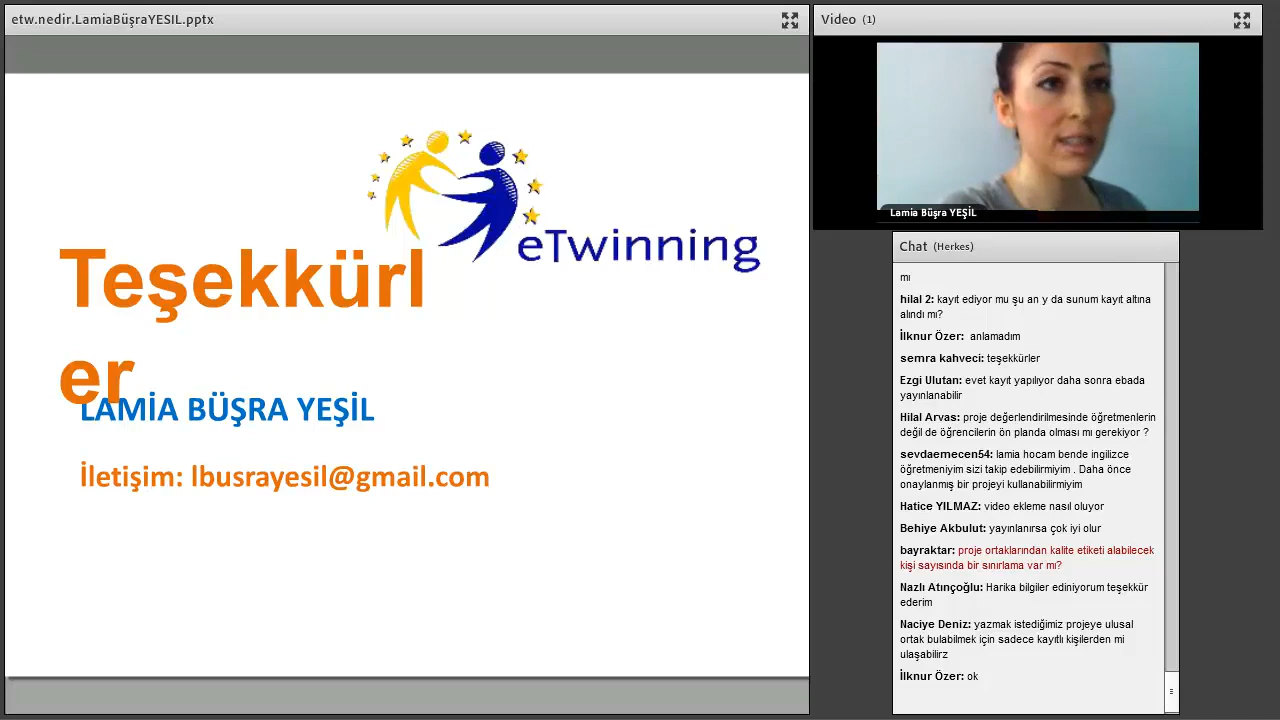 etw.nedir.LamiaBüşraYESIL.pptx
eTwinning
Teşekkürl
er
LAMİA BÜŞRA YEŞİL
İletişim: lbusrayesil@gmail.com
Video (1)
Lamia Büşra YEŞİL
Chat (Herkes)
mı
hilal 2: kayıt ediyor mu şu an y da sunum kayıt altına
alındı mı?
İlknur Özer: anlamadım
semra kahveci: teşekkürler
Ezgi Ulutan: evet kayıt yapılıyor daha sonra ebada
yayınlanabilir
Hilal Arvas: proje değerlendirilmesinde öğretmenlerin
değil de öğrencilerin ön planda olması mı gerekiyor ?
sevdaemecen54: lamia hocam bende ingilizce
öğretmeniyim sizi takip edebilirmiyim . Daha önce
onaylanmış bir projeyi kullanabilirmiyim
Hatice YILMAZ: video ekleme nasıl oluyor
Behiye Akbulut: yayınlanırsa çok iyi olur
bayraktar: proje ortaklarından kalite etiketi alabilecek
kişi sayısında bir sınırlama var mı?
Nazlı Atınçoğlu: Harika bilgiler ediniyorum teşekkür
ederim
Naciye Deniz: yazmak istediğimiz projeye ulusal
ortak bulabilmek için sadece kayıtlı kişilerden mi
ulaşabilirz
İlknur Özer: ok